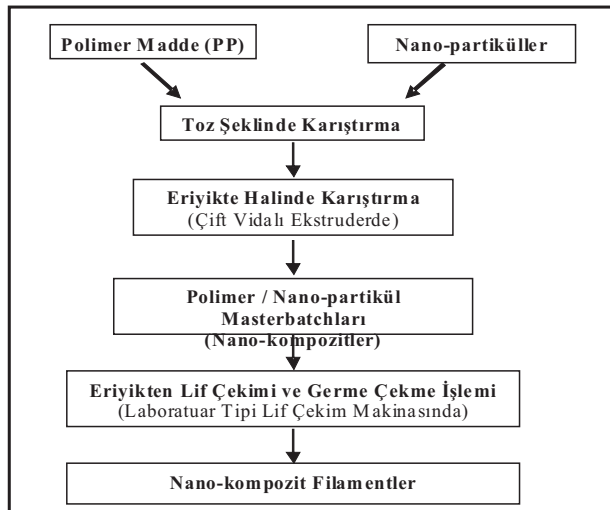 Polimer Madde (PP)
Nano-partiküller
Toz Şeklinde Karıştırma
Eriyikte Halinde Karıştırma
(Çift Vidalı Ekstruderde)
Polimer / Nano-partikül
Masterbatchları
(Nano-kompozitler)
Eriyikten Lif Çekimi ve Germe Çekme İşlemi
(Laboratuar Tipi Lif Çekim Makinasında)
Nano-kompozit Filamentler